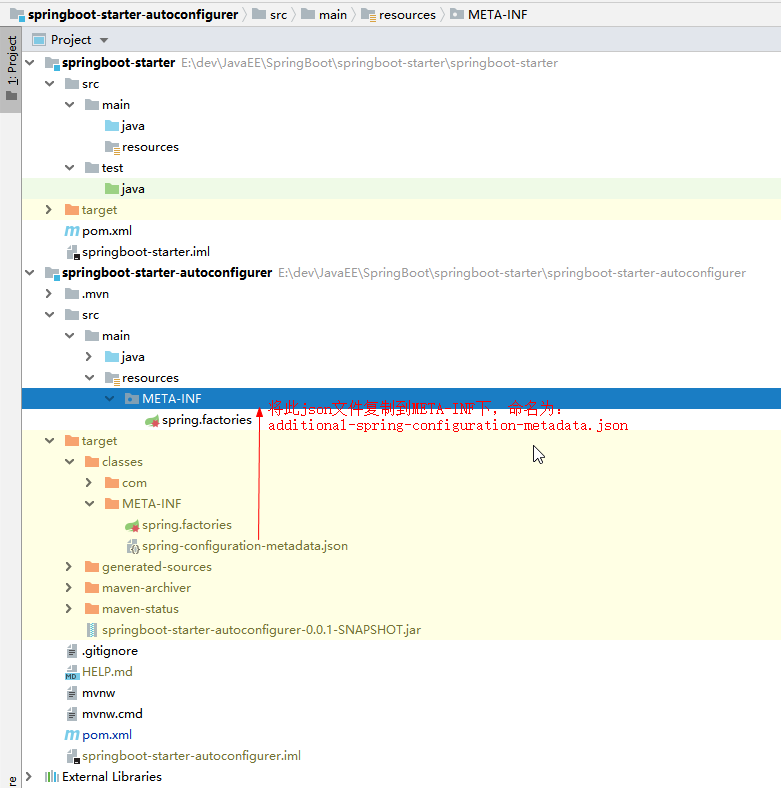 springboot-starter-autoconfigurer src main resources META-INF
1: Project
Project
springboot-starter E:\dev\JavaEE\SpringBoot\springboot-starter\springboot-starter
src
main
java
resources
test
java
target
pom.xml
springboot-starter.iml
springboot-starter-autoconfigurer E:\dev\JavaEE\SpringBoot\springboot-starter\springboot-starter-autoconfigurer
.mvn
src
main
java
resources
META-INF
将此json文件复制到META-INF下，命名为：
spring.factories
additional-spring-configuration-metadata.json
target
classes
com
META-INF
spring.factories
spring-configuration-metadata.json
generated-sources
maven-archiver
maven-status
springboot-starter-autoconfigurer-0.0.1-SNAPSHOT.jar
.gitignore
HELP.md
mvnw
mvnw.cmd
pom.xml
springboot-starter-autoconfigurer.iml
External Libraries
re